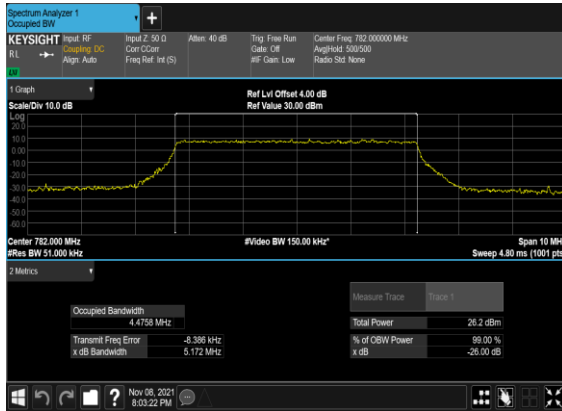 Spectrum Analyzer 1
Occupied BW
+
KEYSIGHT Input: RF Input Z: 50 Ω Atten: 40 dB Trig: Free Run Center Freq: 782.000000 MHz
RL Coupling: DC Corr CCorr Gate: Off Avg|Hold: 500/500
Align: Auto Freq Ref: Int (S) #IF Gain: Low Radio Std: None
1 Graph
Scale/Div 10.0 dB Ref Lvl Offset 4.00 dB
Ref Value 30.00 dBm
Log
20.0
10.0
0.00
-10.0
-20.0
-30.0
-40.0
-50.0
-60.0
Center 782.000 MHz #Video BW 150.00 kHz* Span 10 MH
#Res BW 51.000 kHz Sweep 4.80 ms (1001 pts
2 Metrics
Measure Trace Trace 1
Occupied Bandwidth
4.4758 MHz
Total Power 26.2 dBm
Transmit Freq Error -8.386 kHz % of OBW Power 99.00 %
x dB Bandwidth 5.172 MHz x dB -26.00 dB
? Nov 08, 2021
8:03:22 PM